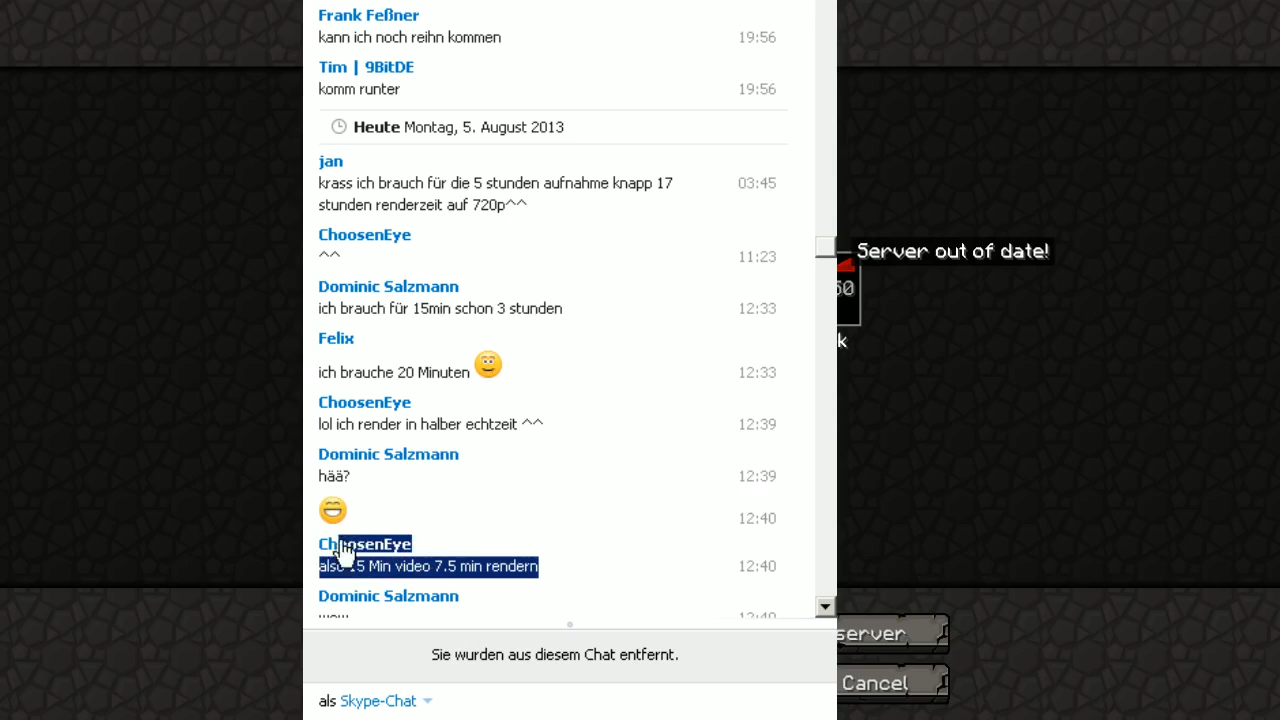 Frank Feßner
kann ich noch reihn kommen 19:56
Tim | 9BitDE
komm runter 19:56
Heute Montag, 5. August 2013
jan
krass ich brauch für die 5 stunden aufnahme knapp 17 03:45
stunden renderzeit auf 720p^^
ChoosenEye
^^ 11:23
Dominic Salzmann
ich brauch für 15min schon 3 stunden 12:33
Felix
ich brauche 20 Minuten 12:33
ChoosenEye
lol ich render in halber echtzeit ^^ 12:39
Dominic Salzmann
hää? 12:39
12:40
ChoosenEye
also 15 Min video 7.5 min rendern 12:40
Dominic Salzmann
12:40
Sie wurden aus diesem Chat entfernt.
als Skype-Chat
Server out of date!
50
k
server
Cancel